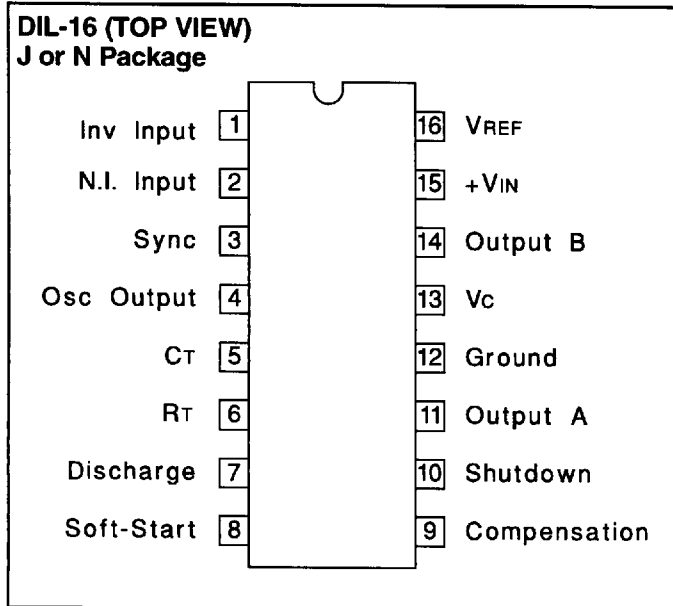 DIL-16 (TOP VIEW)
J or N Package
Inv Input 1 16 VREF
N.I. Input 2 15 +VIN
Sync 3 14 Output B
Osc Output 4 13 VC
CT 5 12 Ground
RT 6 11 Output A
Discharge 7 10 Shutdown
Soft-Start 8 9 Compensation